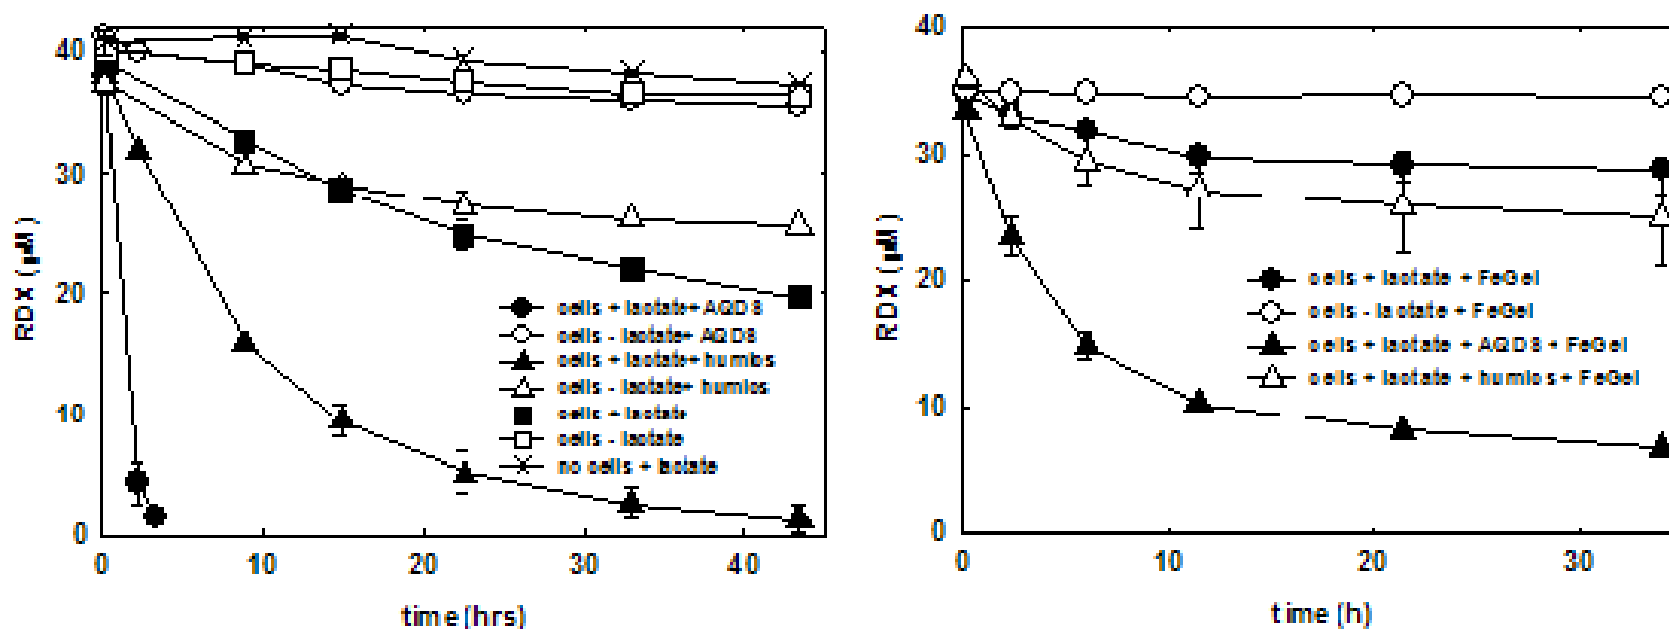 40
30
20
10
0
RDX (µM)
cells + lactate+ AQDS
cells - lactate+ AQDS
cells + lactate+ humics
cells - lactate+ humics
cells + lactate
cells - lactate
no cells + lactate
0 10 20 30 40
time (hrs)
40
30
20
10
0
RDX (µM)
cells + lactate + FeGel
cells - lactate + FeGel
cells + lactate + AQDS + FeGel
cells + lactate + humics + FeGel
0 10 20 30
time (h)